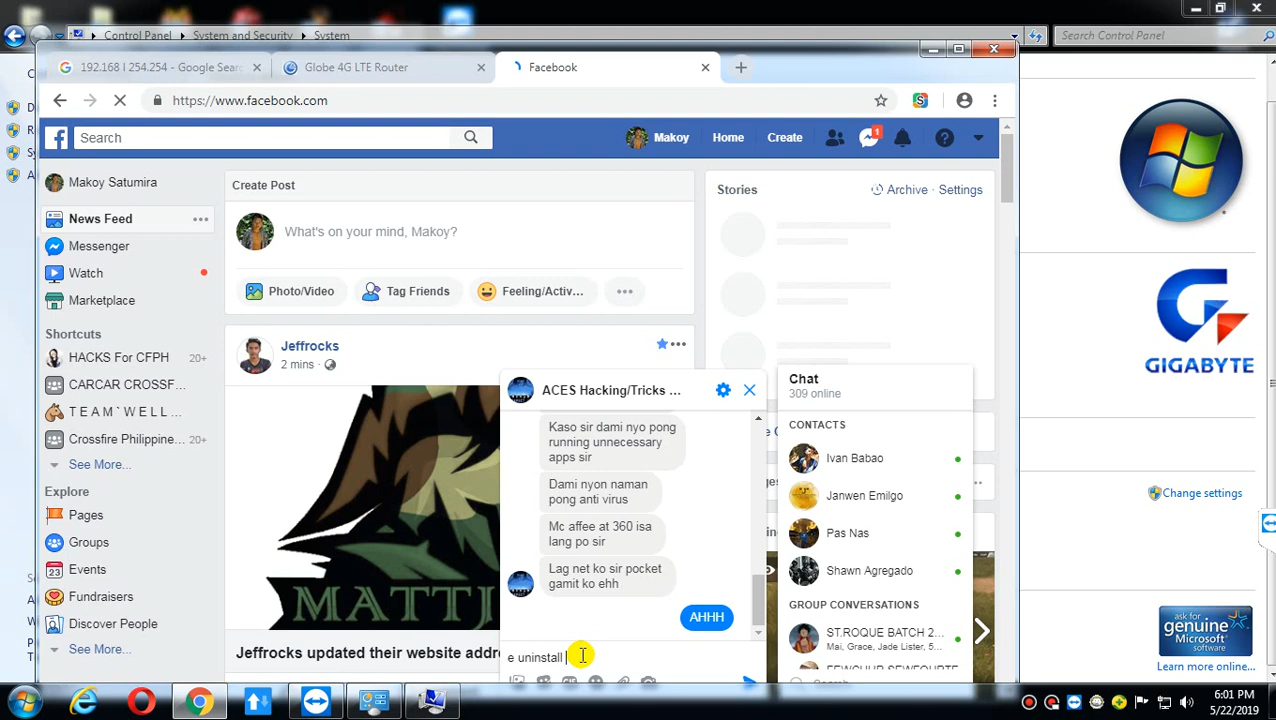 Control Panel
System and Security
System
Search Control Panel
192.168 l 254.254 - Google Sear
Globe 4G LTE Router
Facebook
https://www.facebook.com
Search
Makoy
Home
Create
1
Makoy Satumira
News Feed
Messenger
Watch
Marketplace
Shortcuts
HACKS For CFPH 20+
CARCAR CROSSF...
T E A M ` W E L L ...
Crossfire Philippine... 20+
See More...
Explore
Pages
Groups
23
Events
Fundraisers
Discover People
See More...
Create Post
What's on your mind, Makoy?
Photo/Video
Tag Friends
Feeling/Activ...
Jeffrocks
2 mins ·
MATTI
Jeffrocks updated their website addre
Stories
Archive · Settings
ACES Hacking/Tricks ...
Kaso sir dami nyo pong
running unnecessary
apps sir
Dami nyon naman
pong anti virus
Mc affee at 360 isa
lang po sir
Lag net ko sir pocket
gamit ko ehh
AHHH
e uninstall
Chat
309 online
CONTACTS
Ivan Babao
Janwen Emilgo
Pas Nas
Shawn Agregado
GROUP CONVERSATIONS
ST.ROQUE BATCH 2...
Mai, Grace, Jade Lister, 5...
Search
GIGABYTE
Change settings
ask for
genuine
Microsoft
software
Learn more online...
6:01 PM
5/22/2019